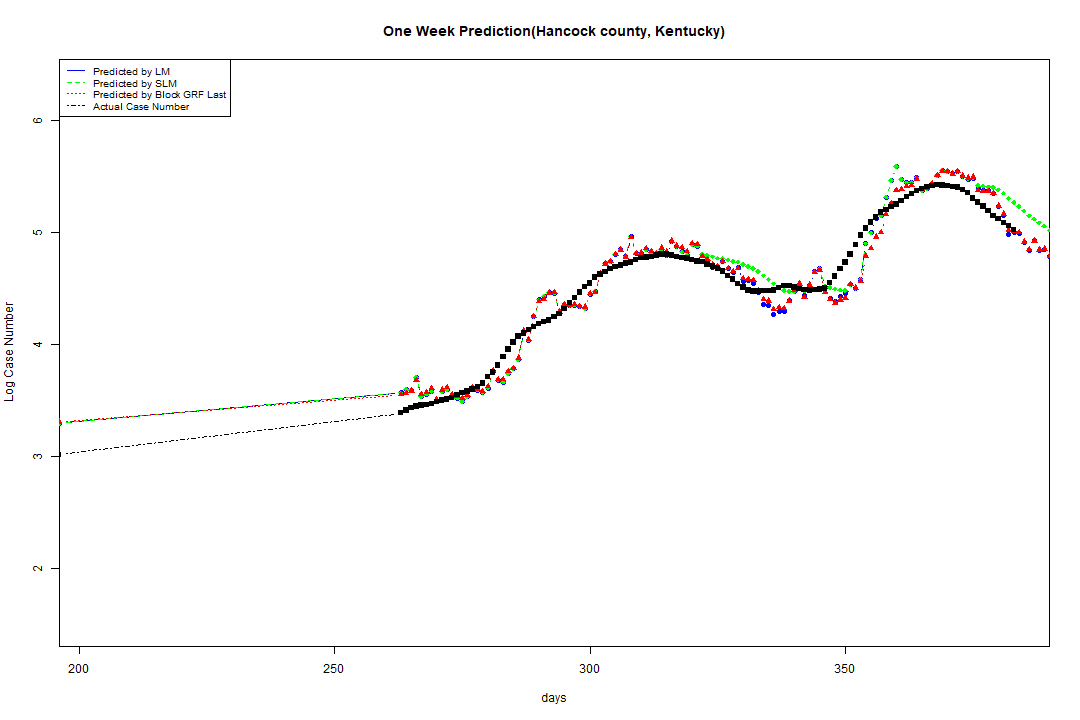 One Week Prediction(Hancock county, Kentucky)
Predicted by LM
Predicted by SLM
Predicted by Block GRF Last
Actual Case Number
6
5
4
3
2
Log Case Number
200 250 300 350
days